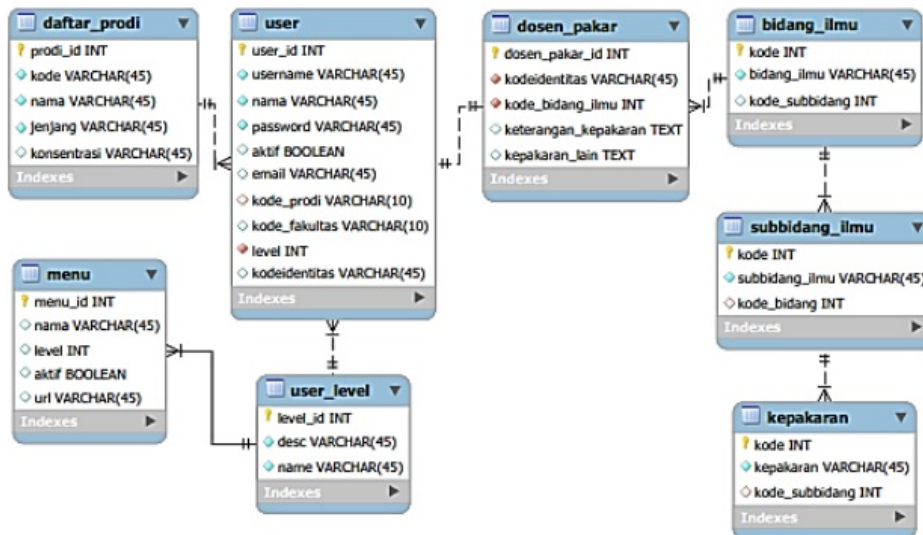 daftar_prodi
prodi_id INT
kode VARCHAR(45)
nama VARCHAR(45)
jenjang VARCHAR(45)
konsentrasi VARCHAR(45)
Indexes
user
user_id INT
username VARCHAR(45)
nama VARCHAR(45)
password VARCHAR(45)
aktif BOOLEAN
email VARCHAR(45)
kode_prodi VARCHAR(10)
kode_fakultas VARCHAR(10)
level INT
kodeidentitas VARCHAR(45)
Indexes
dosen_pakar
dosen_pakar_id INT
kodeidentitas VARCHAR(45)
kode_bidang_ilmu INT
keterangan_kepakaran TEXT
kepakaran_lain TEXT
Indexes
bidang_ilmu
kode INT
bidang_ilmu VARCHAR(45)
kode_subbidang INT
Indexes
subbidang_ilmu
kode INT
subbidang_ilmu VARCHAR(45)
kode_bidang INT
Indexes
menu
menu_id INT
nama VARCHAR(45)
level INT
aktif BOOLEAN
url VARCHAR(45)
Indexes
user_level
level_id INT
desc VARCHAR(45)
name VARCHAR(45)
Indexes
kepakaran
kode INT
kepakaran VARCHAR(45)
kode_subbidang INT
Indexes